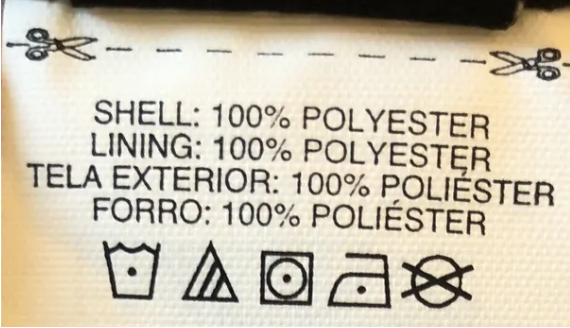 SHELL: 100% POLYESTER
LINING: 100% POLYESTER
TELA EXTERIOR: 100% POLIÉSTER
FORRO: 100% POLIÉSTER